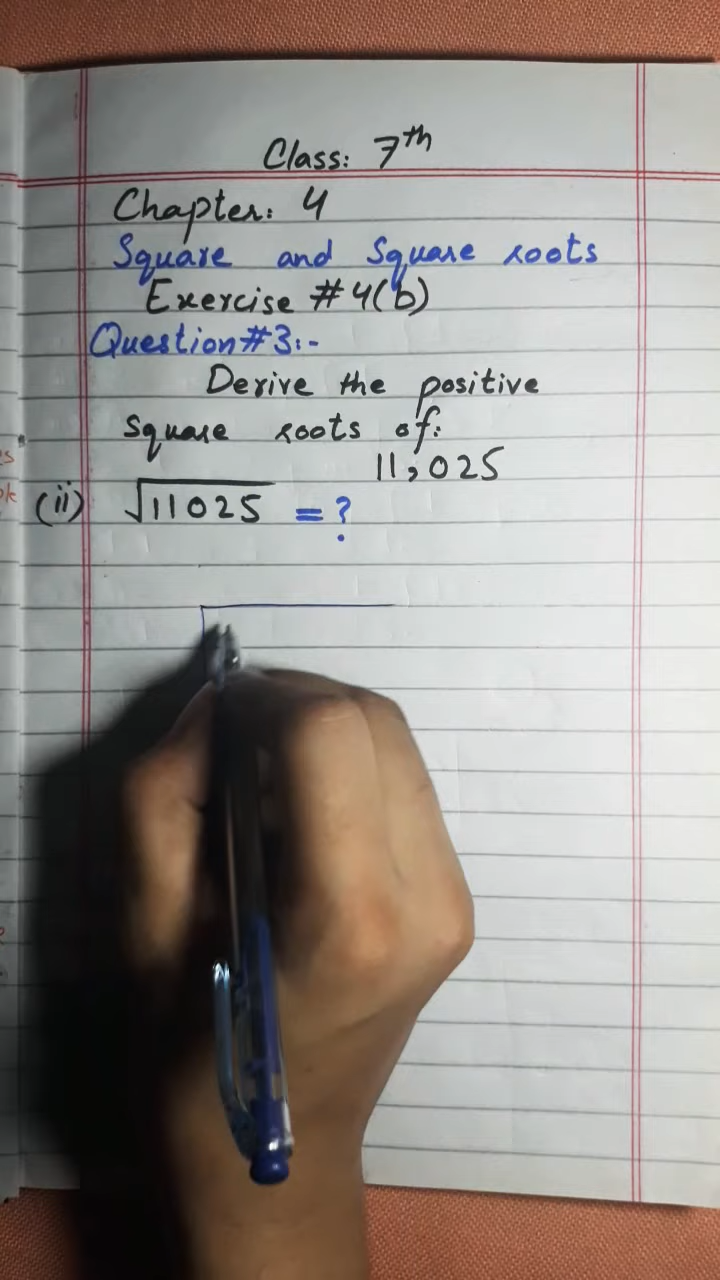 Class: 7th
Chapter: 4
Square and Square roots
Exercise #4(b)
Question#3:-
Derive the positive
Square roots of:
11,025
(ii) √11025 = ?